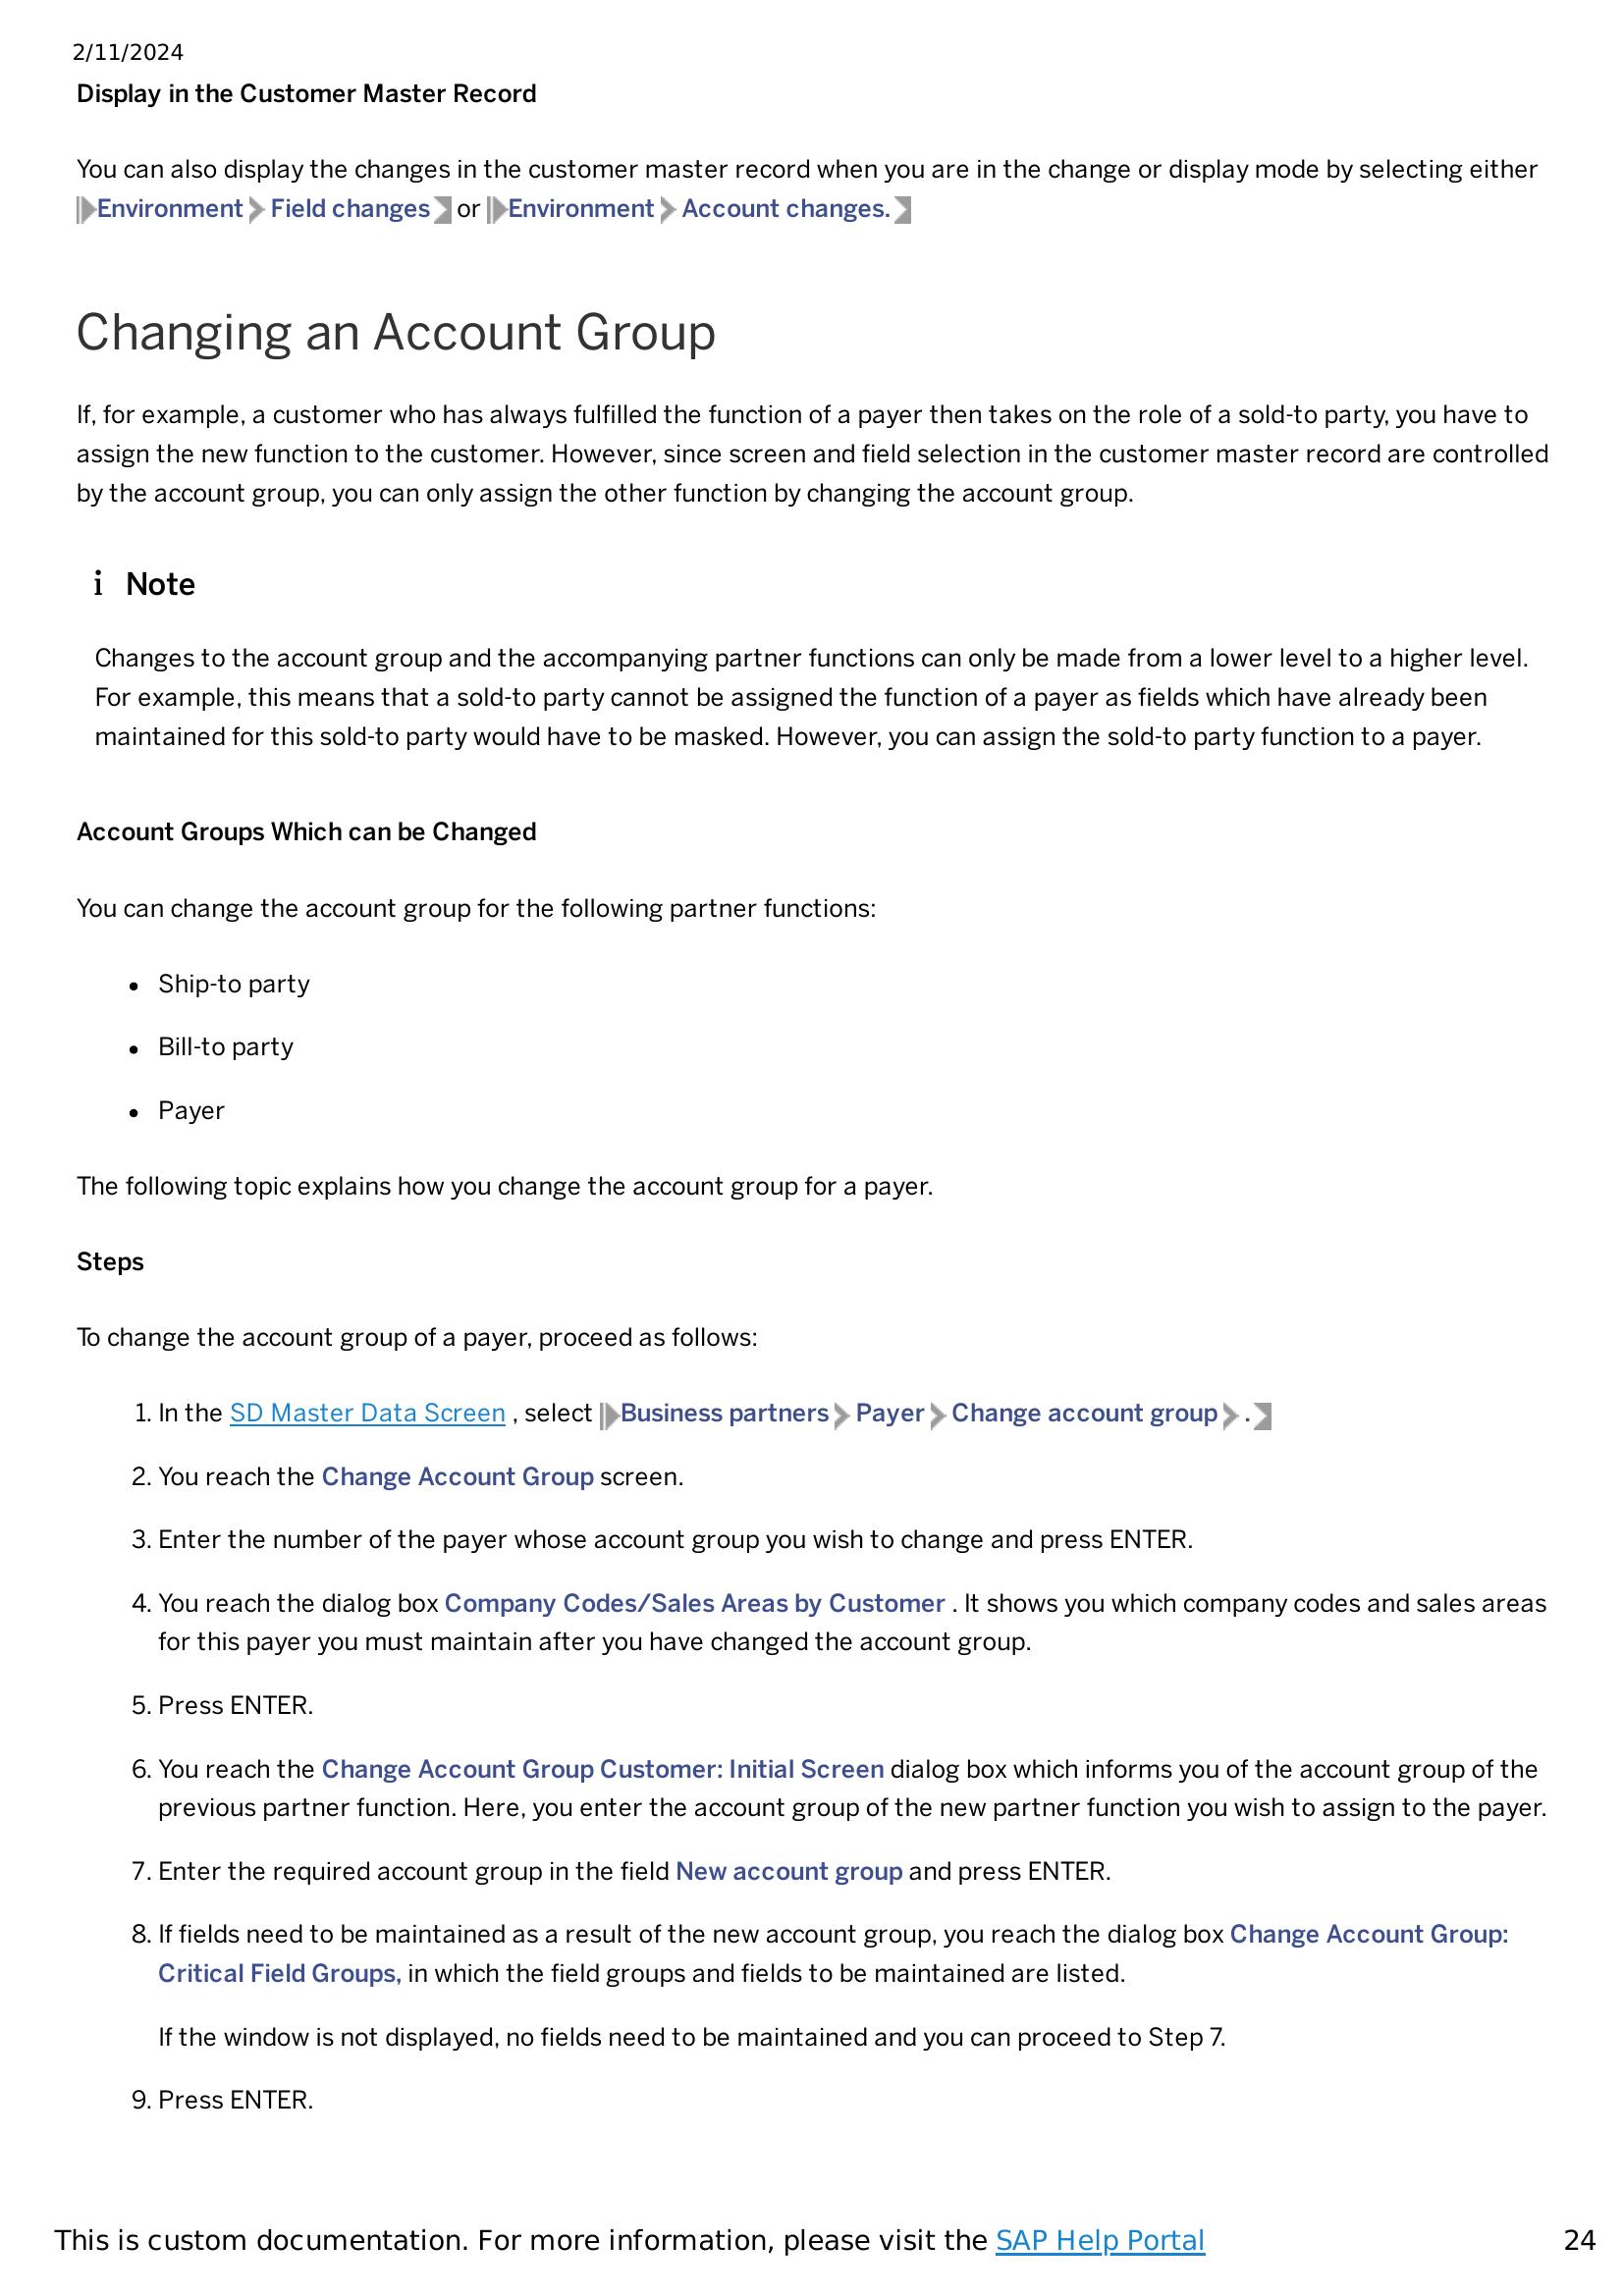 2/11/2024
Display in the Customer Master Record
You can also display the changes in the customer master record when you are in the change or display mode by selecting either
Environment Field changes or Environment Account changes.
Changing an Account Group
If, for example, a customer who has always fulfilled the function of a payer then takes on the role of a sold-to party, you have to
assign the new function to the customer. However, since screen and field selection in the customer master record are controlled
by the account group, you can only assign the other function by changing the account group.
i Note
Changes to the account group and the accompanying partner functions can only be made from a lower level to a higher level.
For example, this means that a sold-to party cannot be assigned the function of a payer as fields which have already been
maintained for this sold-to party would have to be masked. However, you can assign the sold-to party function to a payer.
Account Groups Which can be Changed
You can change the account group for the following partner functions:
• Ship-to party
• Bill-to party
• Payer
The following topic explains how you change the account group for a payer.
Steps
To change the account group of a payer, proceed as follows:
1. In the SD Master Data Screen , select Business partners Payer Change account group .
2. You reach the Change Account Group screen.
3. Enter the number of the payer whose account group you wish to change and press ENTER.
4. You reach the dialog box Company Codes/Sales Areas by Customer . It shows you which company codes and sales areas
for this payer you must maintain after you have changed the account group.
5. Press ENTER.
6. You reach the Change Account Group Customer: Initial Screen dialog box which informs you of the account group of the
previous partner function. Here, you enter the account group of the new partner function you wish to assign to the payer.
7. Enter the required account group in the field New account group and press ENTER.
8. If fields need to be maintained as a result of the new account group, you reach the dialog box Change Account Group:
Critical Field Groups, in which the field groups and fields to be maintained are listed.
If the window is not displayed, no fields need to be maintained and you can proceed to Step 7.
9. Press ENTER.
This is custom documentation. For more information, please visit the SAP Help Portal 24